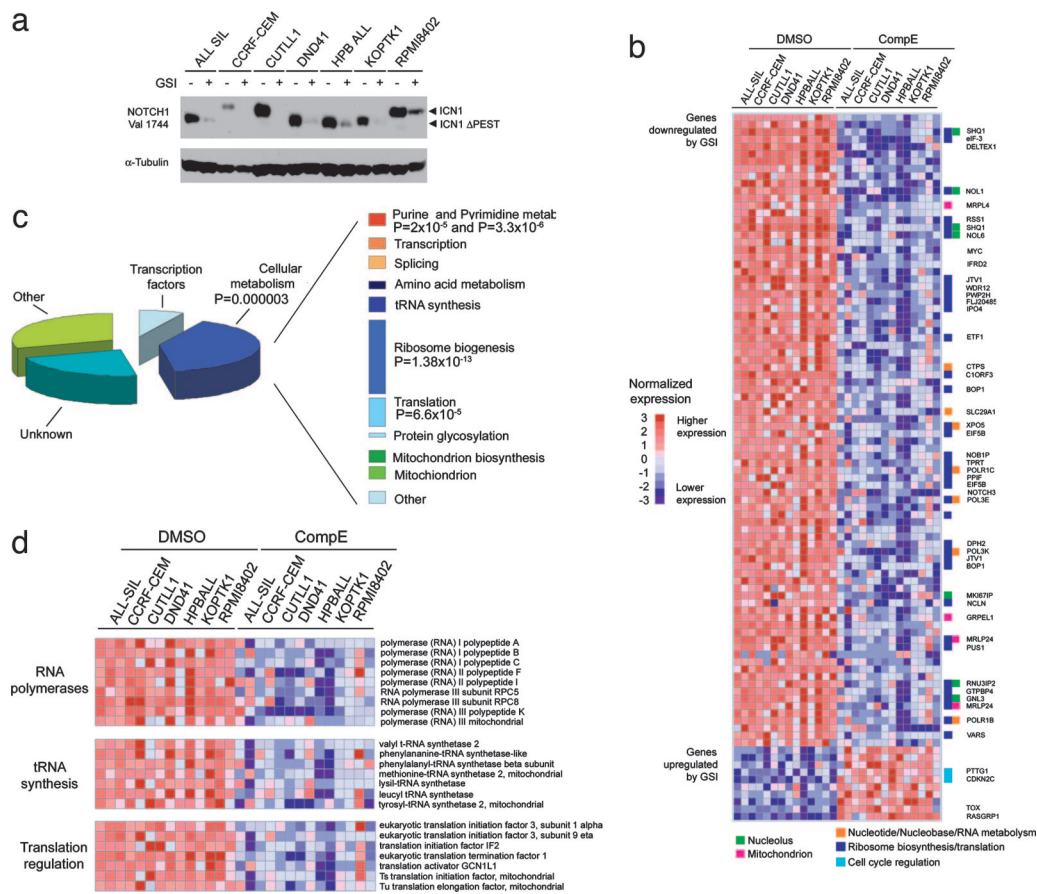 a
ALL SIL
CCRF-CEM
CUTLL1
DND41
HPB ALL
KOPTK1
RPMI8402
GSI - + - + - + - + - + - + - +
NOTCH1
Val 1744
ICN1
ICN1 ΔPEST
α-Tubulin
b
DMSO
CompE
ALL-SIL
CCRF-CEM
CUTLL1
DND41
HPBALL
KOPTK1
RPMI8402
ALL-SIL
CCRF-CEM
CUTLL1
DND41
HPBALL
KOPTK1
RPMI8402
Genes
downregulated
by GSI
SHQ1
eIF-3
DELTEX1
NOL1
MRPL4
RSS1
SHQ1
NOL6
MYC
IFRD2
JTV1
WDR12
PWP2H
FLJ20485
IPO4
ETF1
CTPS
C1ORF3
BOP1
SLC29A1
XPO5
EIF5B
NOB1P
TPRT
POLR1C
PPIF
EIF5B
NOTCH3
POL3E
DPH2
POL3K
JTV1
BOP1
MKI67IP
NCLN
GRPEL1
MRLP24
PUS1
RNU3IP2
GTPBP4
GNL3
MRLP24
POLR1B
VARS
Genes
upregulated
by GSI
PTTG1
CDKN2C
TOX
RASGRP1
Normalized
expression
3
2
1
0
-1
-2
-3
Higher
expression
Lower
expression
Nucleolus
Mitochondrion
Nucleotide/Nucleobase/RNA metabolysm
Ribosome biosynthesis/translation
Cell cycle regulation
c
Other
Transcription
factors
Cellular
metabolism
P=0.000003
Unknown
Purine and Pyrimidine metab
P=2x10-5 and P=3.3x10-6
Transcription
Splicing
Amino acid metabolism
tRNA synthesis
Ribosome biogenesis
P=1.38x10-13
Translation
P=6.6x10-5
Protein glycosylation
Mitochondrion biosynthesis
Mitochiondrion
Other
d
DMSO
CompE
ALL-SIL
CCRF-CEM
CUTLL1
DND41
HPBALL
KOPTK1
RPMI8402
ALL-SIL
CCRF-CEM
CUTLL1
DND41
HPBALL
KOPTK1
RPMI8402
RNA
polymerases
polymerase (RNA) I polypeptide A
polymerase (RNA) I polypeptide B
polymerase (RNA) I polypeptide C
polymerase (RNA) II polypeptide F
polymerase (RNA) II polypeptide I
RNA polymerase III subunit RPC5
RNA polymerase III subunit RPC8
polymerase (RNA) III polypeptide K
polymerase (RNA) III mitochondrial
tRNA
synthesis
valyl t-RNA synthetase 2
phenylananine-tRNA-synthetase-like
phenylalanyl-tRNA synthetase beta subunit
methionine-tRNA synthetase 2, mitochondrial
lysil-tRNA synthetase
leucyl tRNA synthetase
tyrosyl-tRNA synthetase 2, mitochondrial
Translation
regulation
eukaryotic translation initiation factor 3, subunit 1 alpha
eukaryotic translation initiation factor 3, subunit 9 eta
translation initiation factor IF2
eukaryotic translation termination factor 1
translation activator GCN1L1
Ts translation initiation factor, mitochondrial
Tu translation elongation factor, mitochondrial